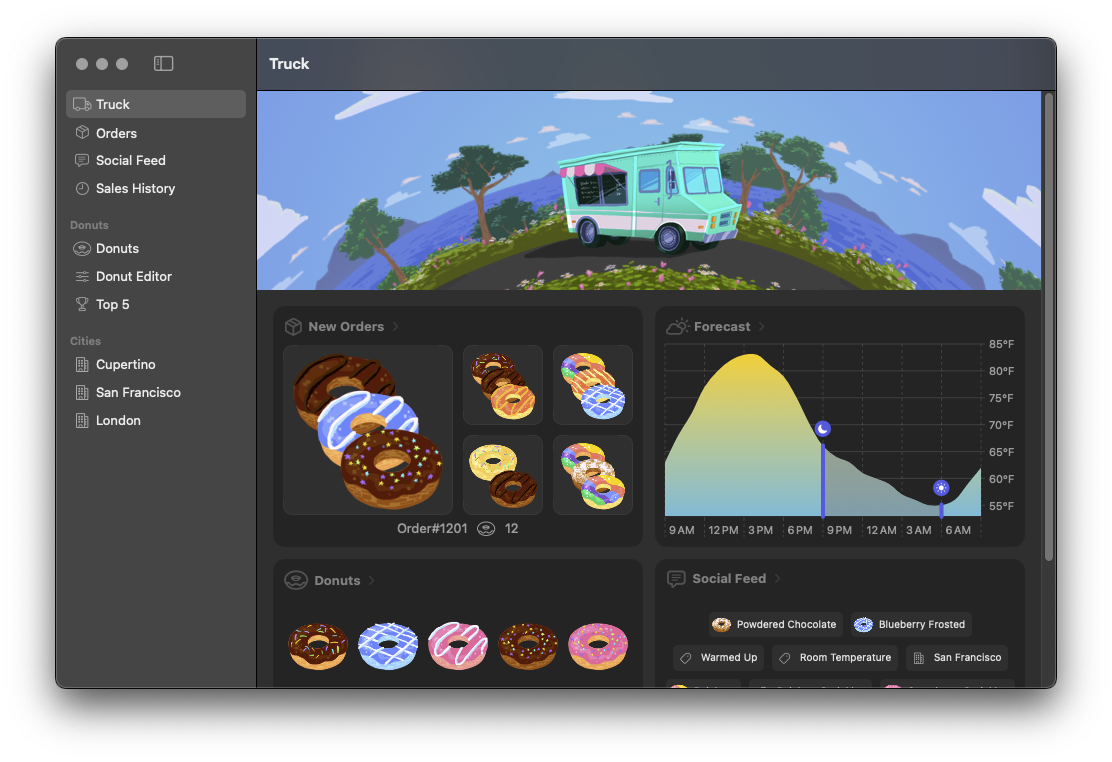 Truck
Truck
Orders
Social Feed
Sales History
Donuts
Donuts
Donut Editor
Top 5
Cities
Cupertino
San Francisco
London
New Orders
Order#1201 12
Forecast
85°F
80°F
75°F
70°F
65°F
60°F
55°F
9 AM 12 PM 3 PM 6 PM 9 PM 12 AM 3 AM 6 AM
Donuts
Social Feed
Powdered Chocolate Blueberry Frosted
Warmed Up Room Temperature San Francisco